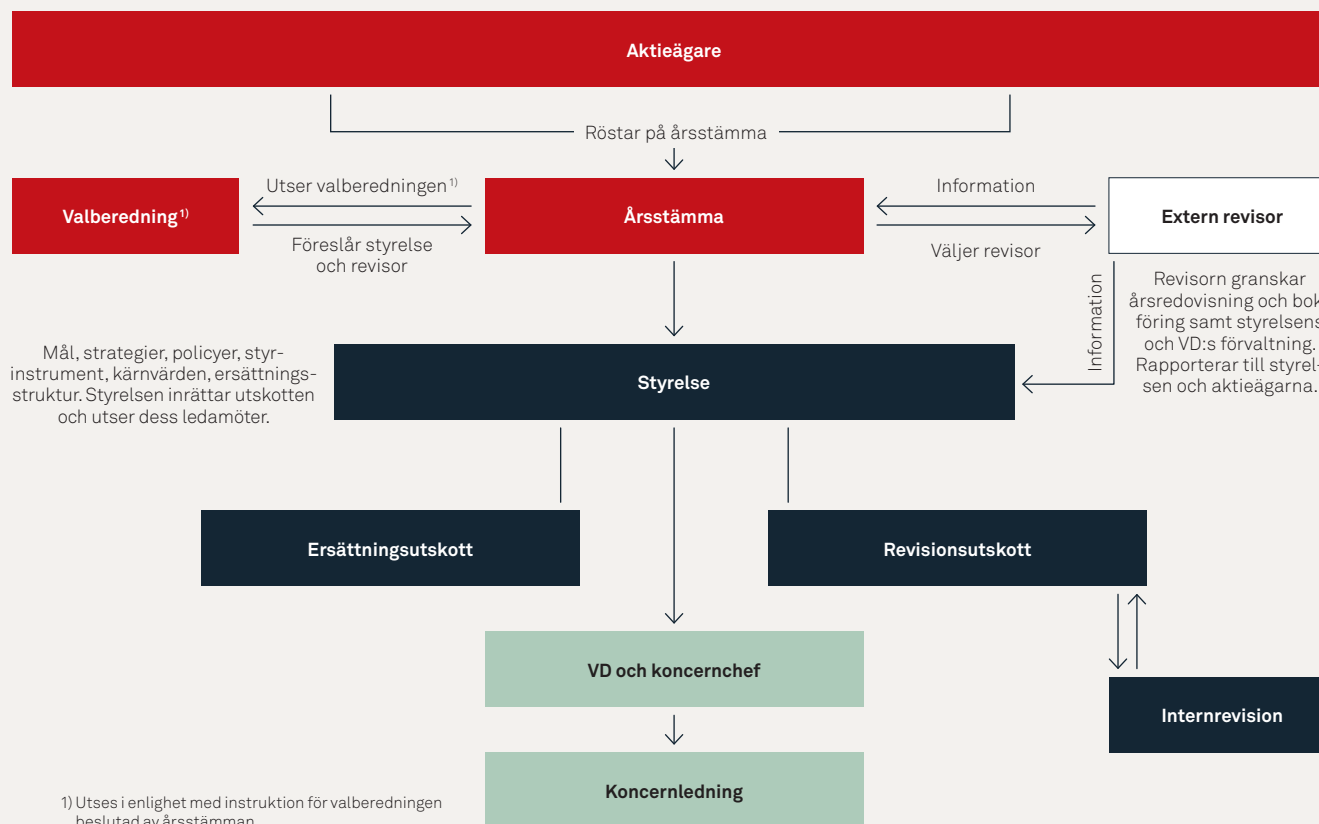 Aktieägare
Röstar på årsstämma
Utser valberedningen 1)
Information
Valberedning 1)
Årsstämma
Extern revisor
Föreslår styrelse
och revisor
Väljer revisor
Information
Revisorn granskar
årsredovisning och bok-
föring samt styrelsens
och VD:s förvaltning.
Rapporterar till styrel-
sen och aktieägarna.
Mål, strategier, policyer, styr-
instrument, kärnvärden, ersättnings-
struktur. Styrelsen inrättar utskotten
och utser dess ledamöter.
Styrelse
Ersättningsutskott
Revisionsutskott
VD och koncernchef
Internrevision
Koncernledning
1) Utses i enlighet med instruktion för valberedningen
beslutad av årsstämman